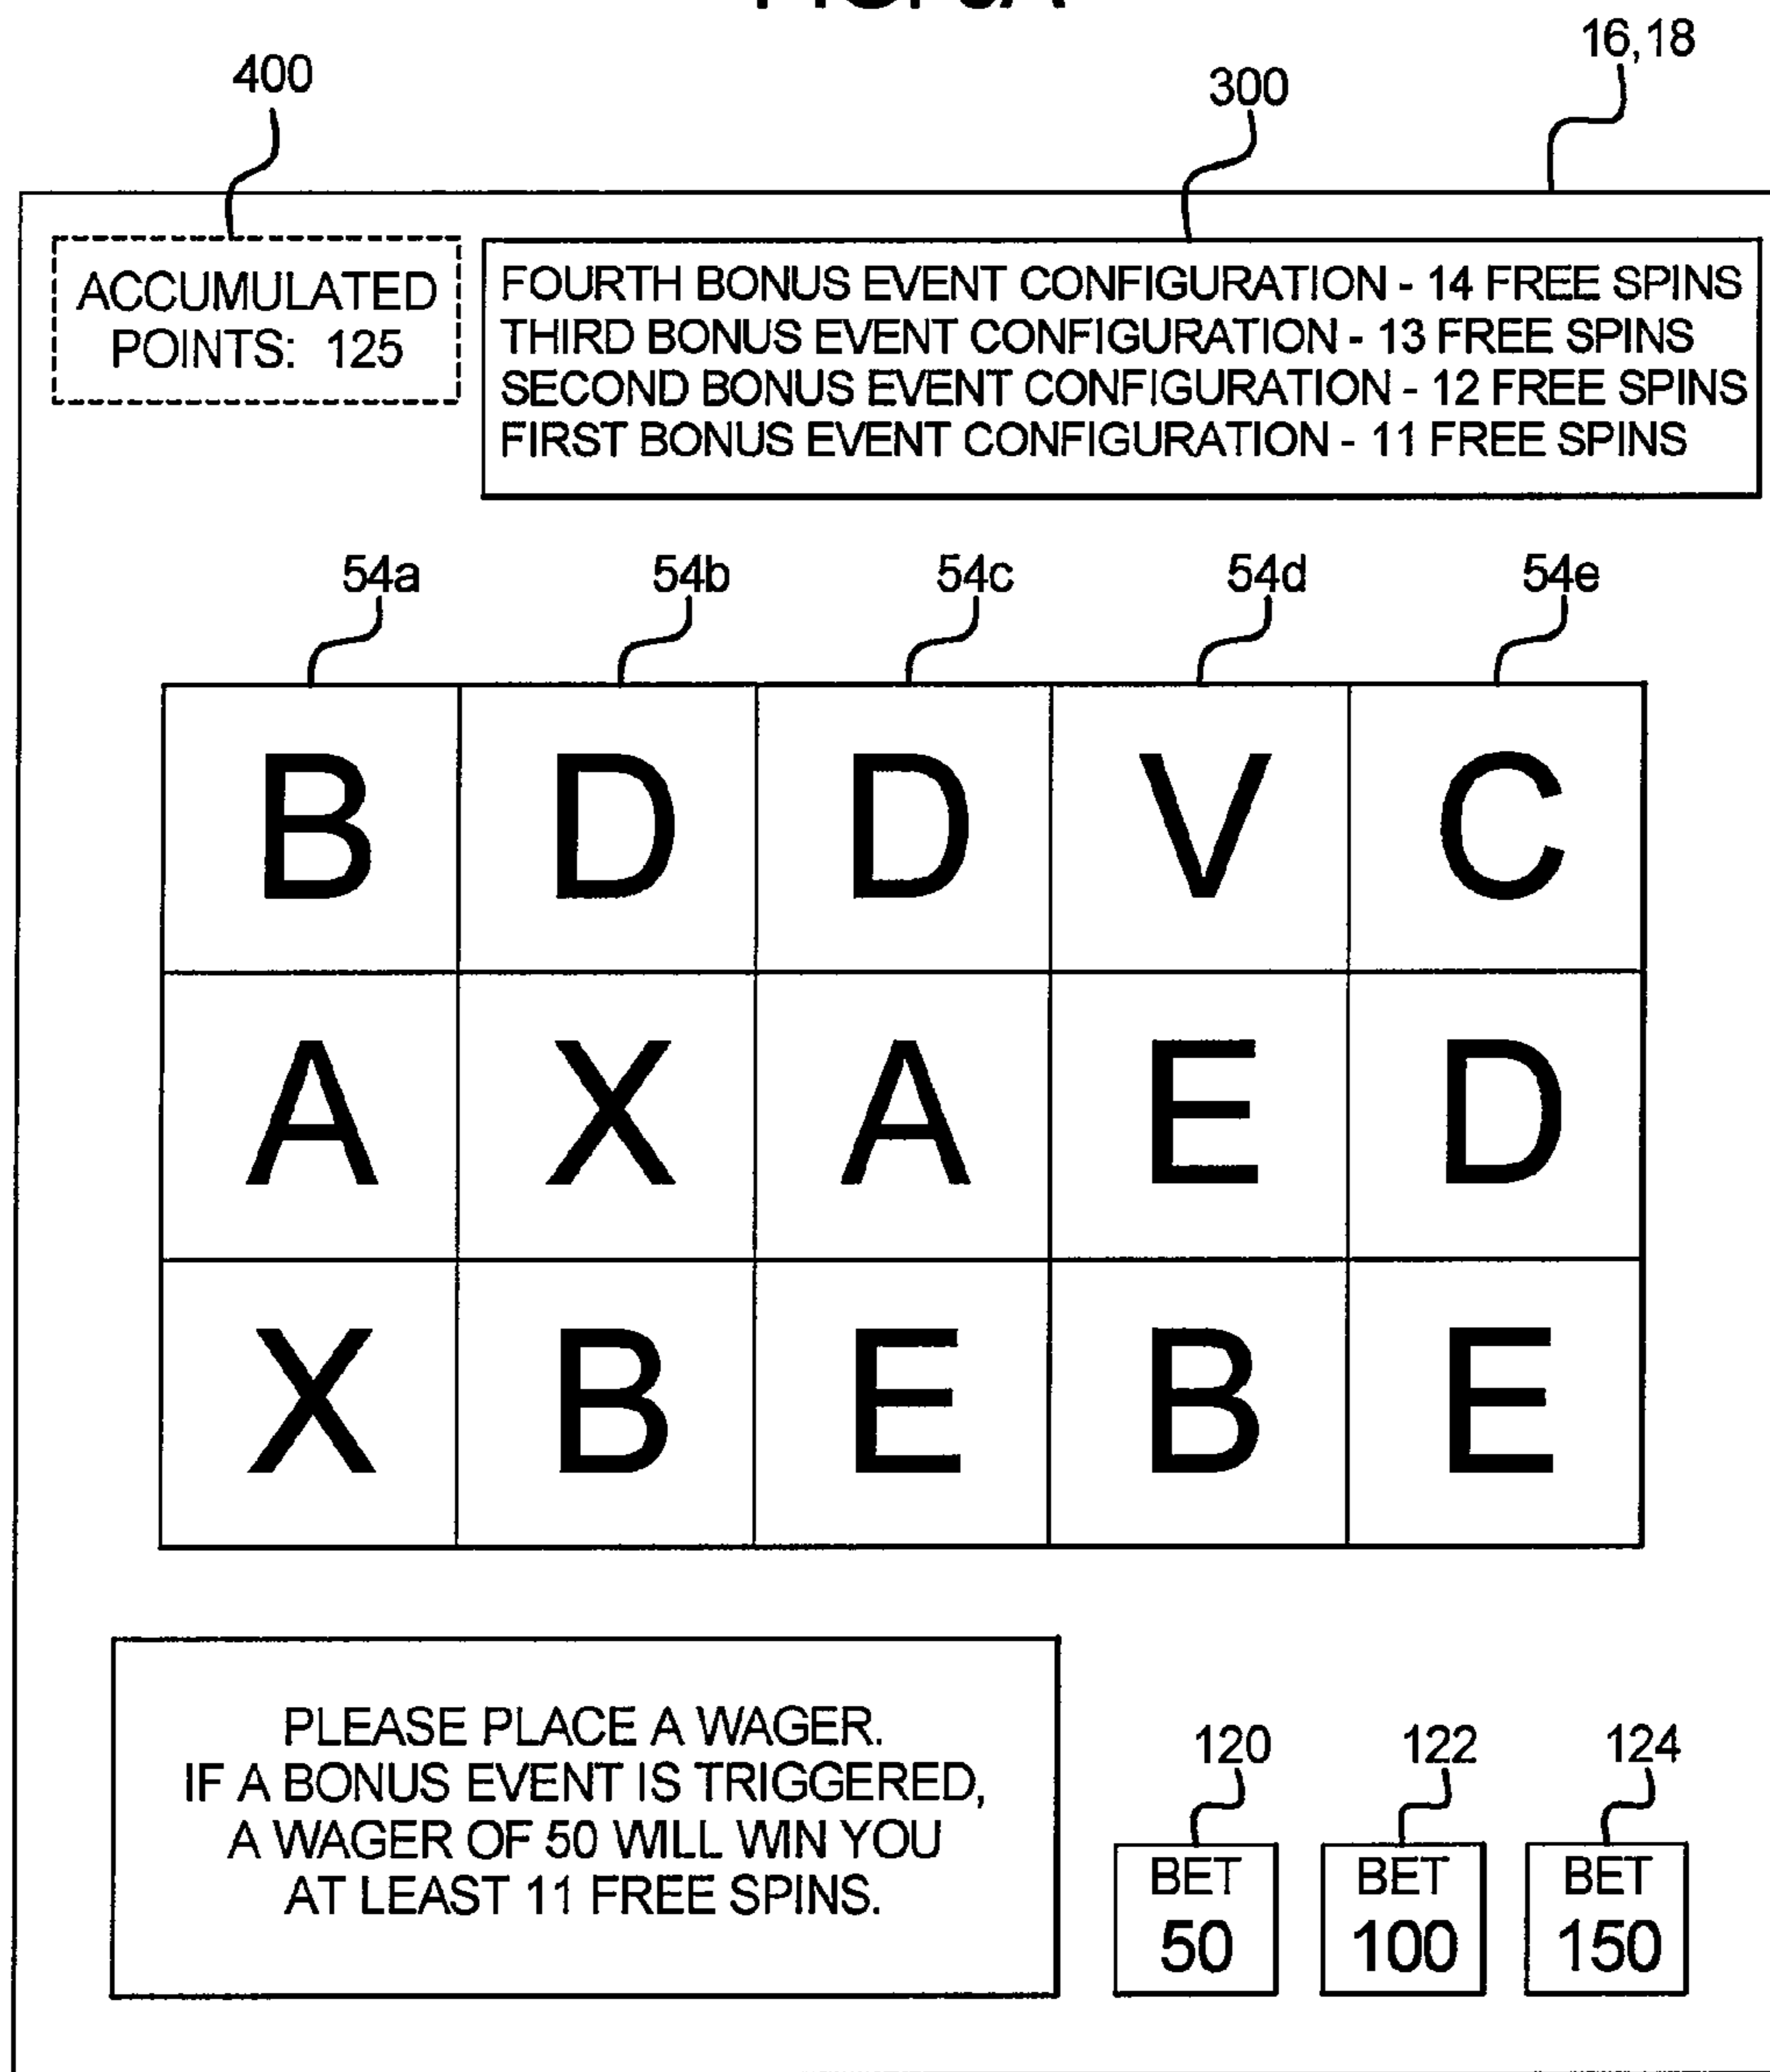 16,18
400
300
ACCUMULATED
POINTS: 125
FOURTH BONUS EVENT CONFIGURATION - 14 FREE SPINS
THIRD BONUS EVENT CONFIGURATION - 13 FREE SPINS
SECOND BONUS EVENT CONFIGURATION - 12 FREE SPINS
FIRST BONUS EVENT CONFIGURATION - 11 FREE SPINS
54a 54b 54c 54d 54e
B D D V C
A X A E D
X B E B E
PLEASE PLACE A WAGER.
IF A BONUS EVENT IS TRIGGERED,
A WAGER OF 50 WILL WIN YOU
AT LEAST 11 FREE SPINS.
120 122 124
BET BET BET
50 100 150